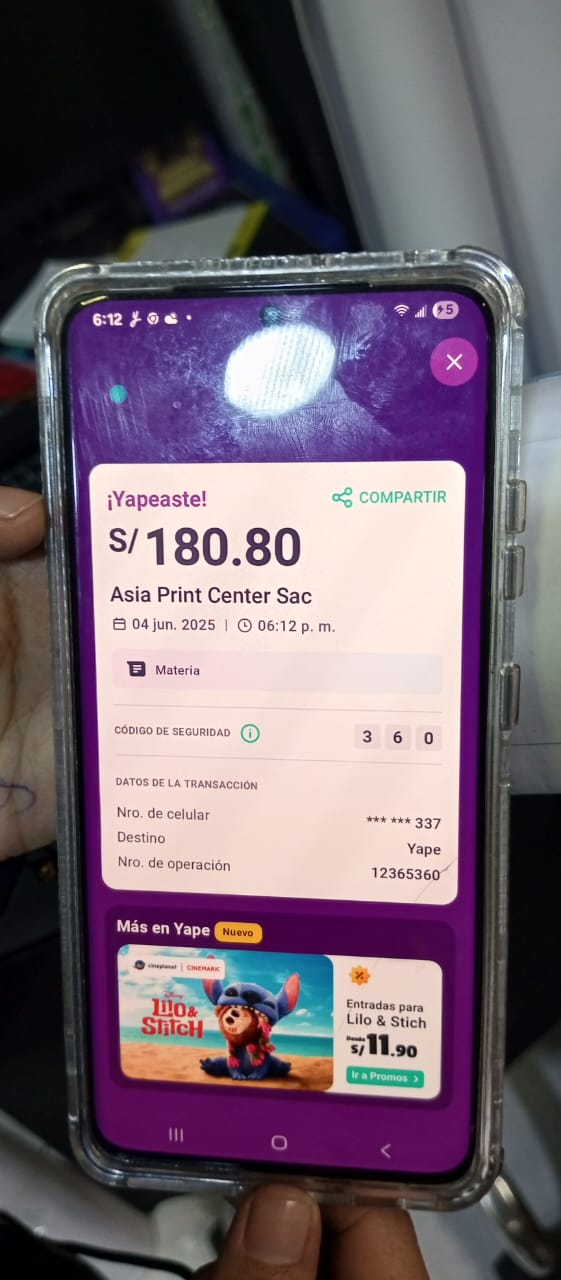 6:12
5
¡Yapeaste!
COMPARTIR
S/ 180.80
Asia Print Center Sac
04 jun. 2025 | 06:12 p. m.
Materia
CÓDIGO DE SEGURIDAD
3 6 0
DATOS DE LA TRANSACCIÓN
Nro. de celular *** *** 337
Destino Yape
Nro. de operación 12365360
Más en Yape Nuevo
cineplanet | CINEMARK
Disney
Lilo &
Stitch
Entradas para
Lilo & Stich
Desde
S/ 11.90
Ir a Promos >